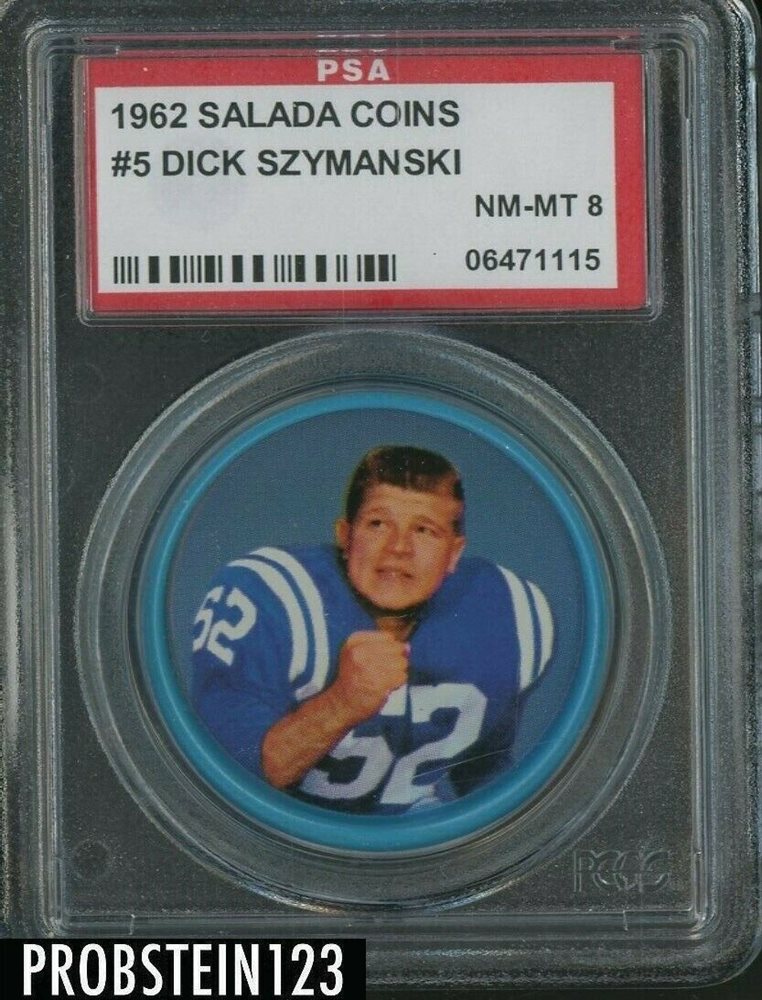 PSA
1962 SALADA COINS
#5 DICK SZYMANSKI
NM-MT 8
06471115
52
52
PROBSTEIN123